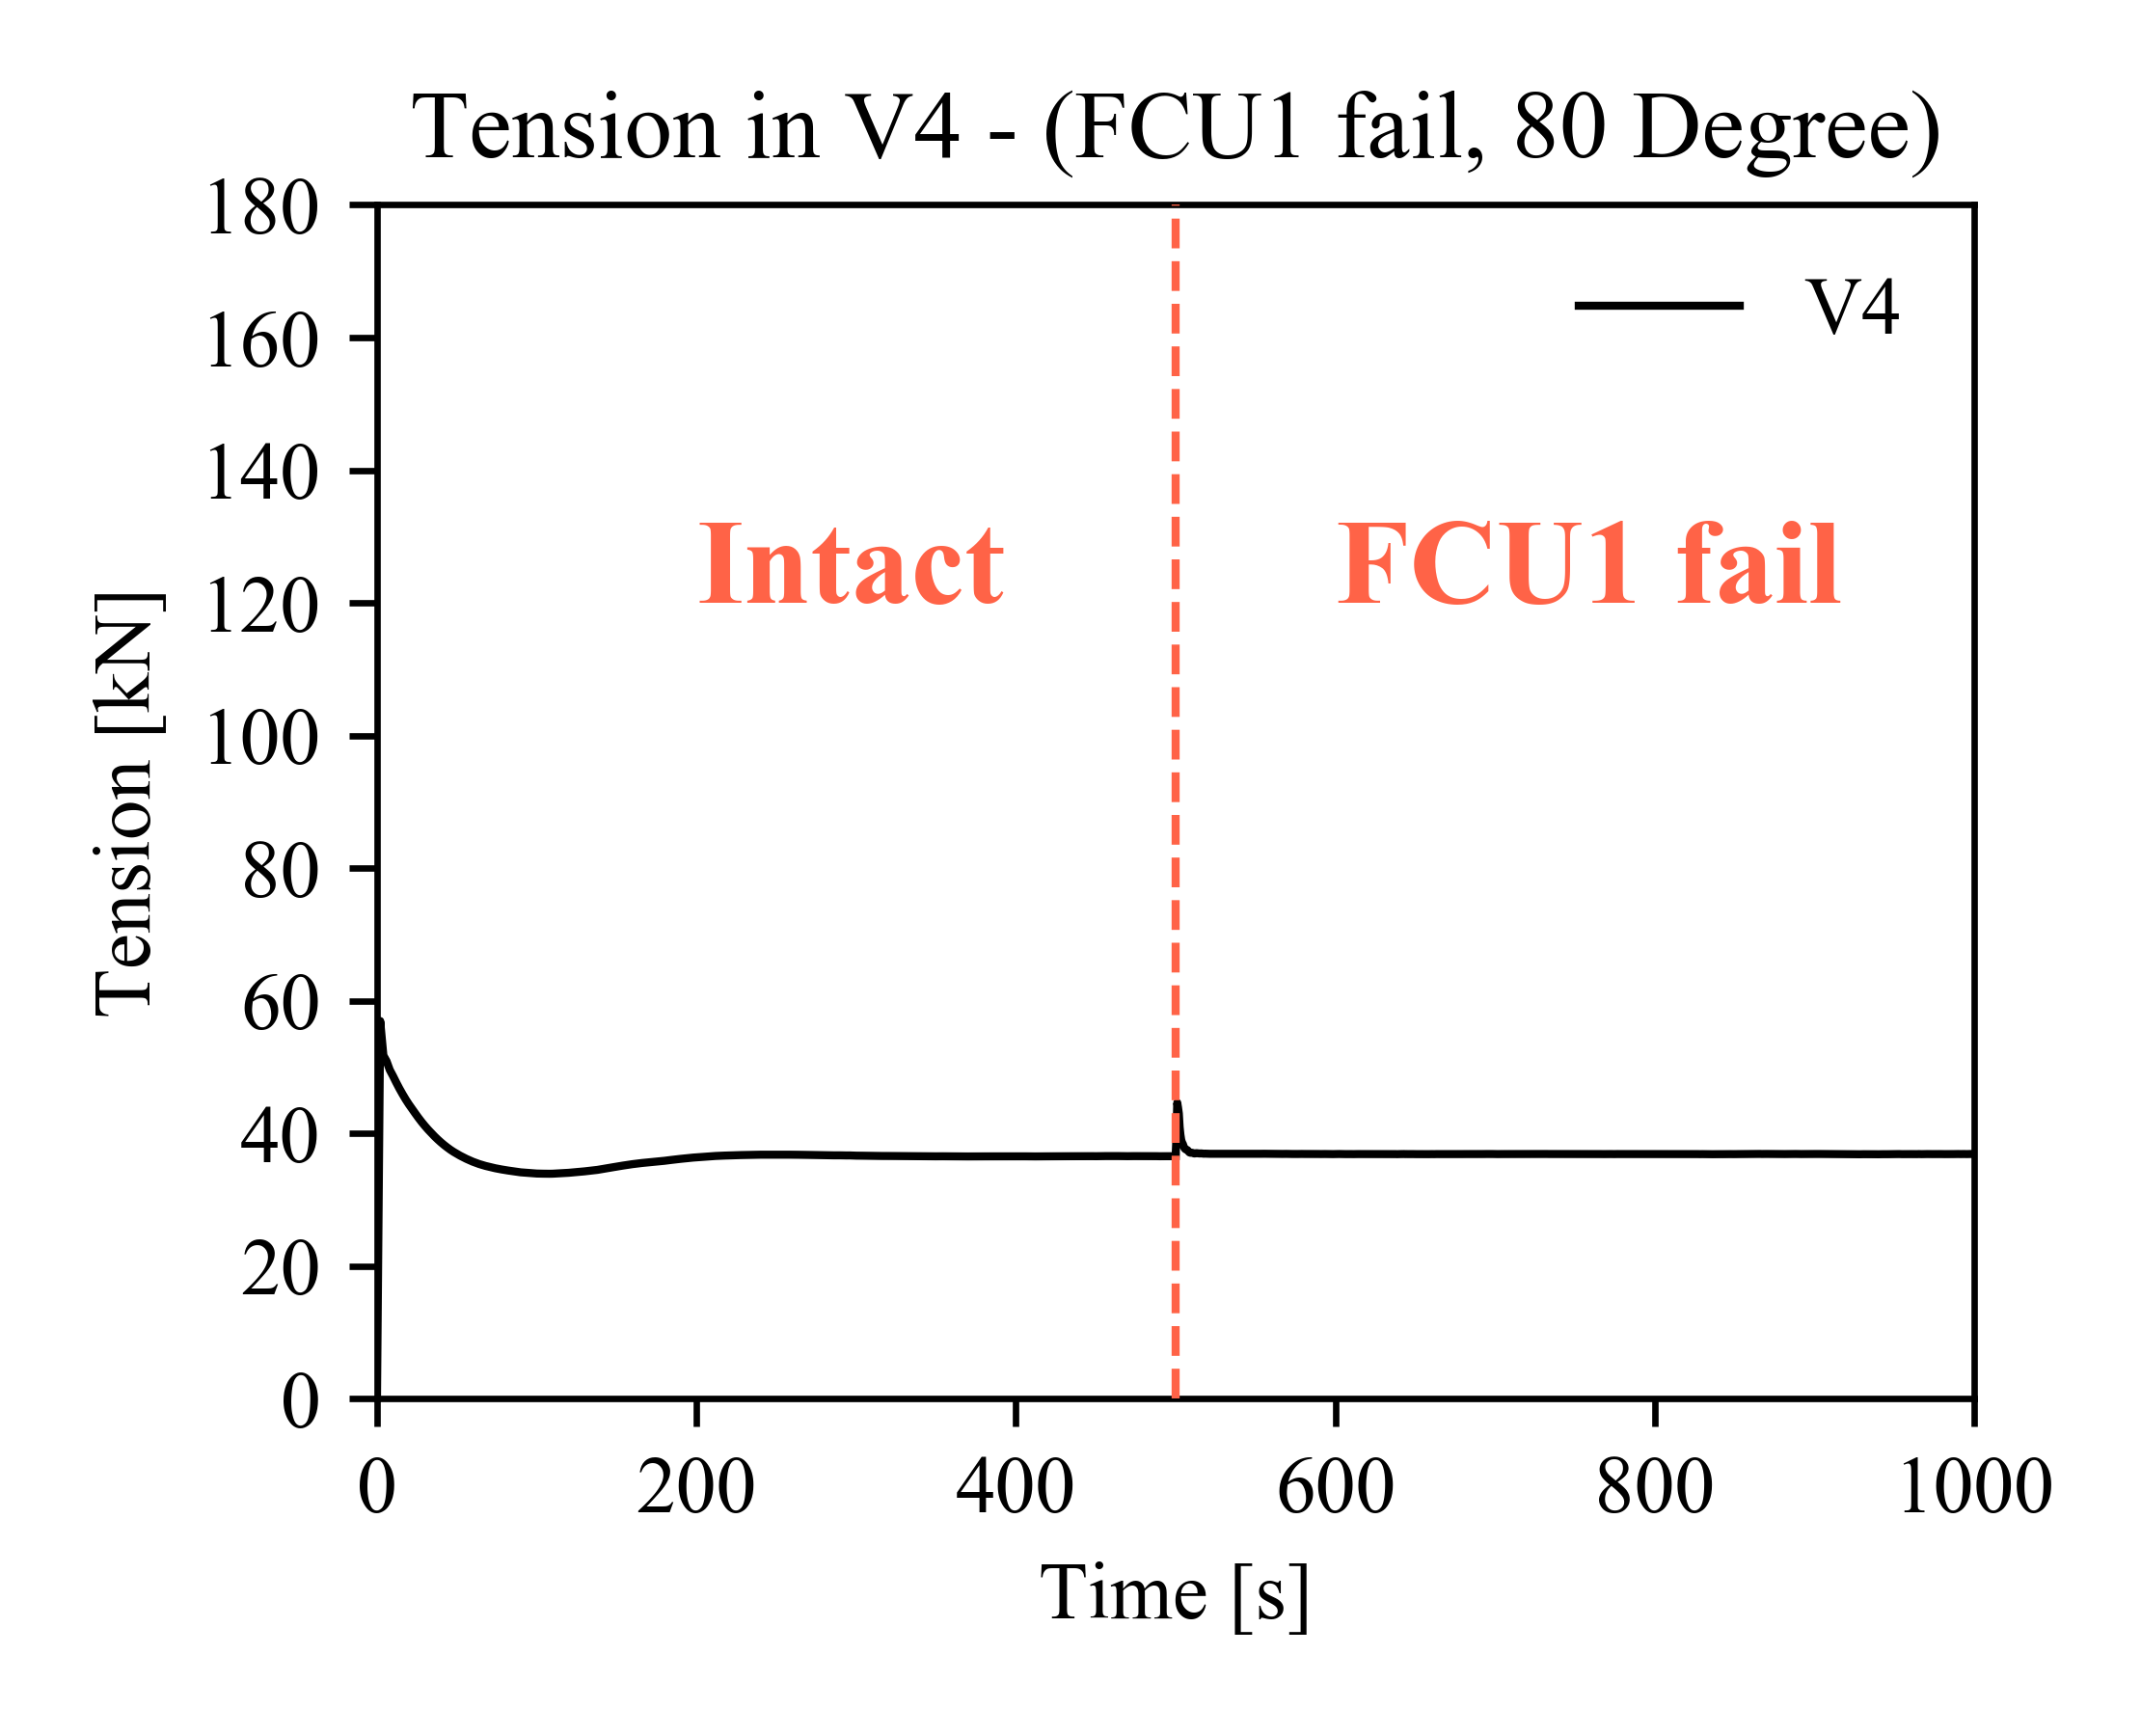 Tension in V4 - (FCU1 fail, 80 Degree)
180
160
140
120
100
80
60
40
20
0
Tension [kN]
V4
Intact
FCU1 fail
0 200 400 600 800 1000
Time [s]